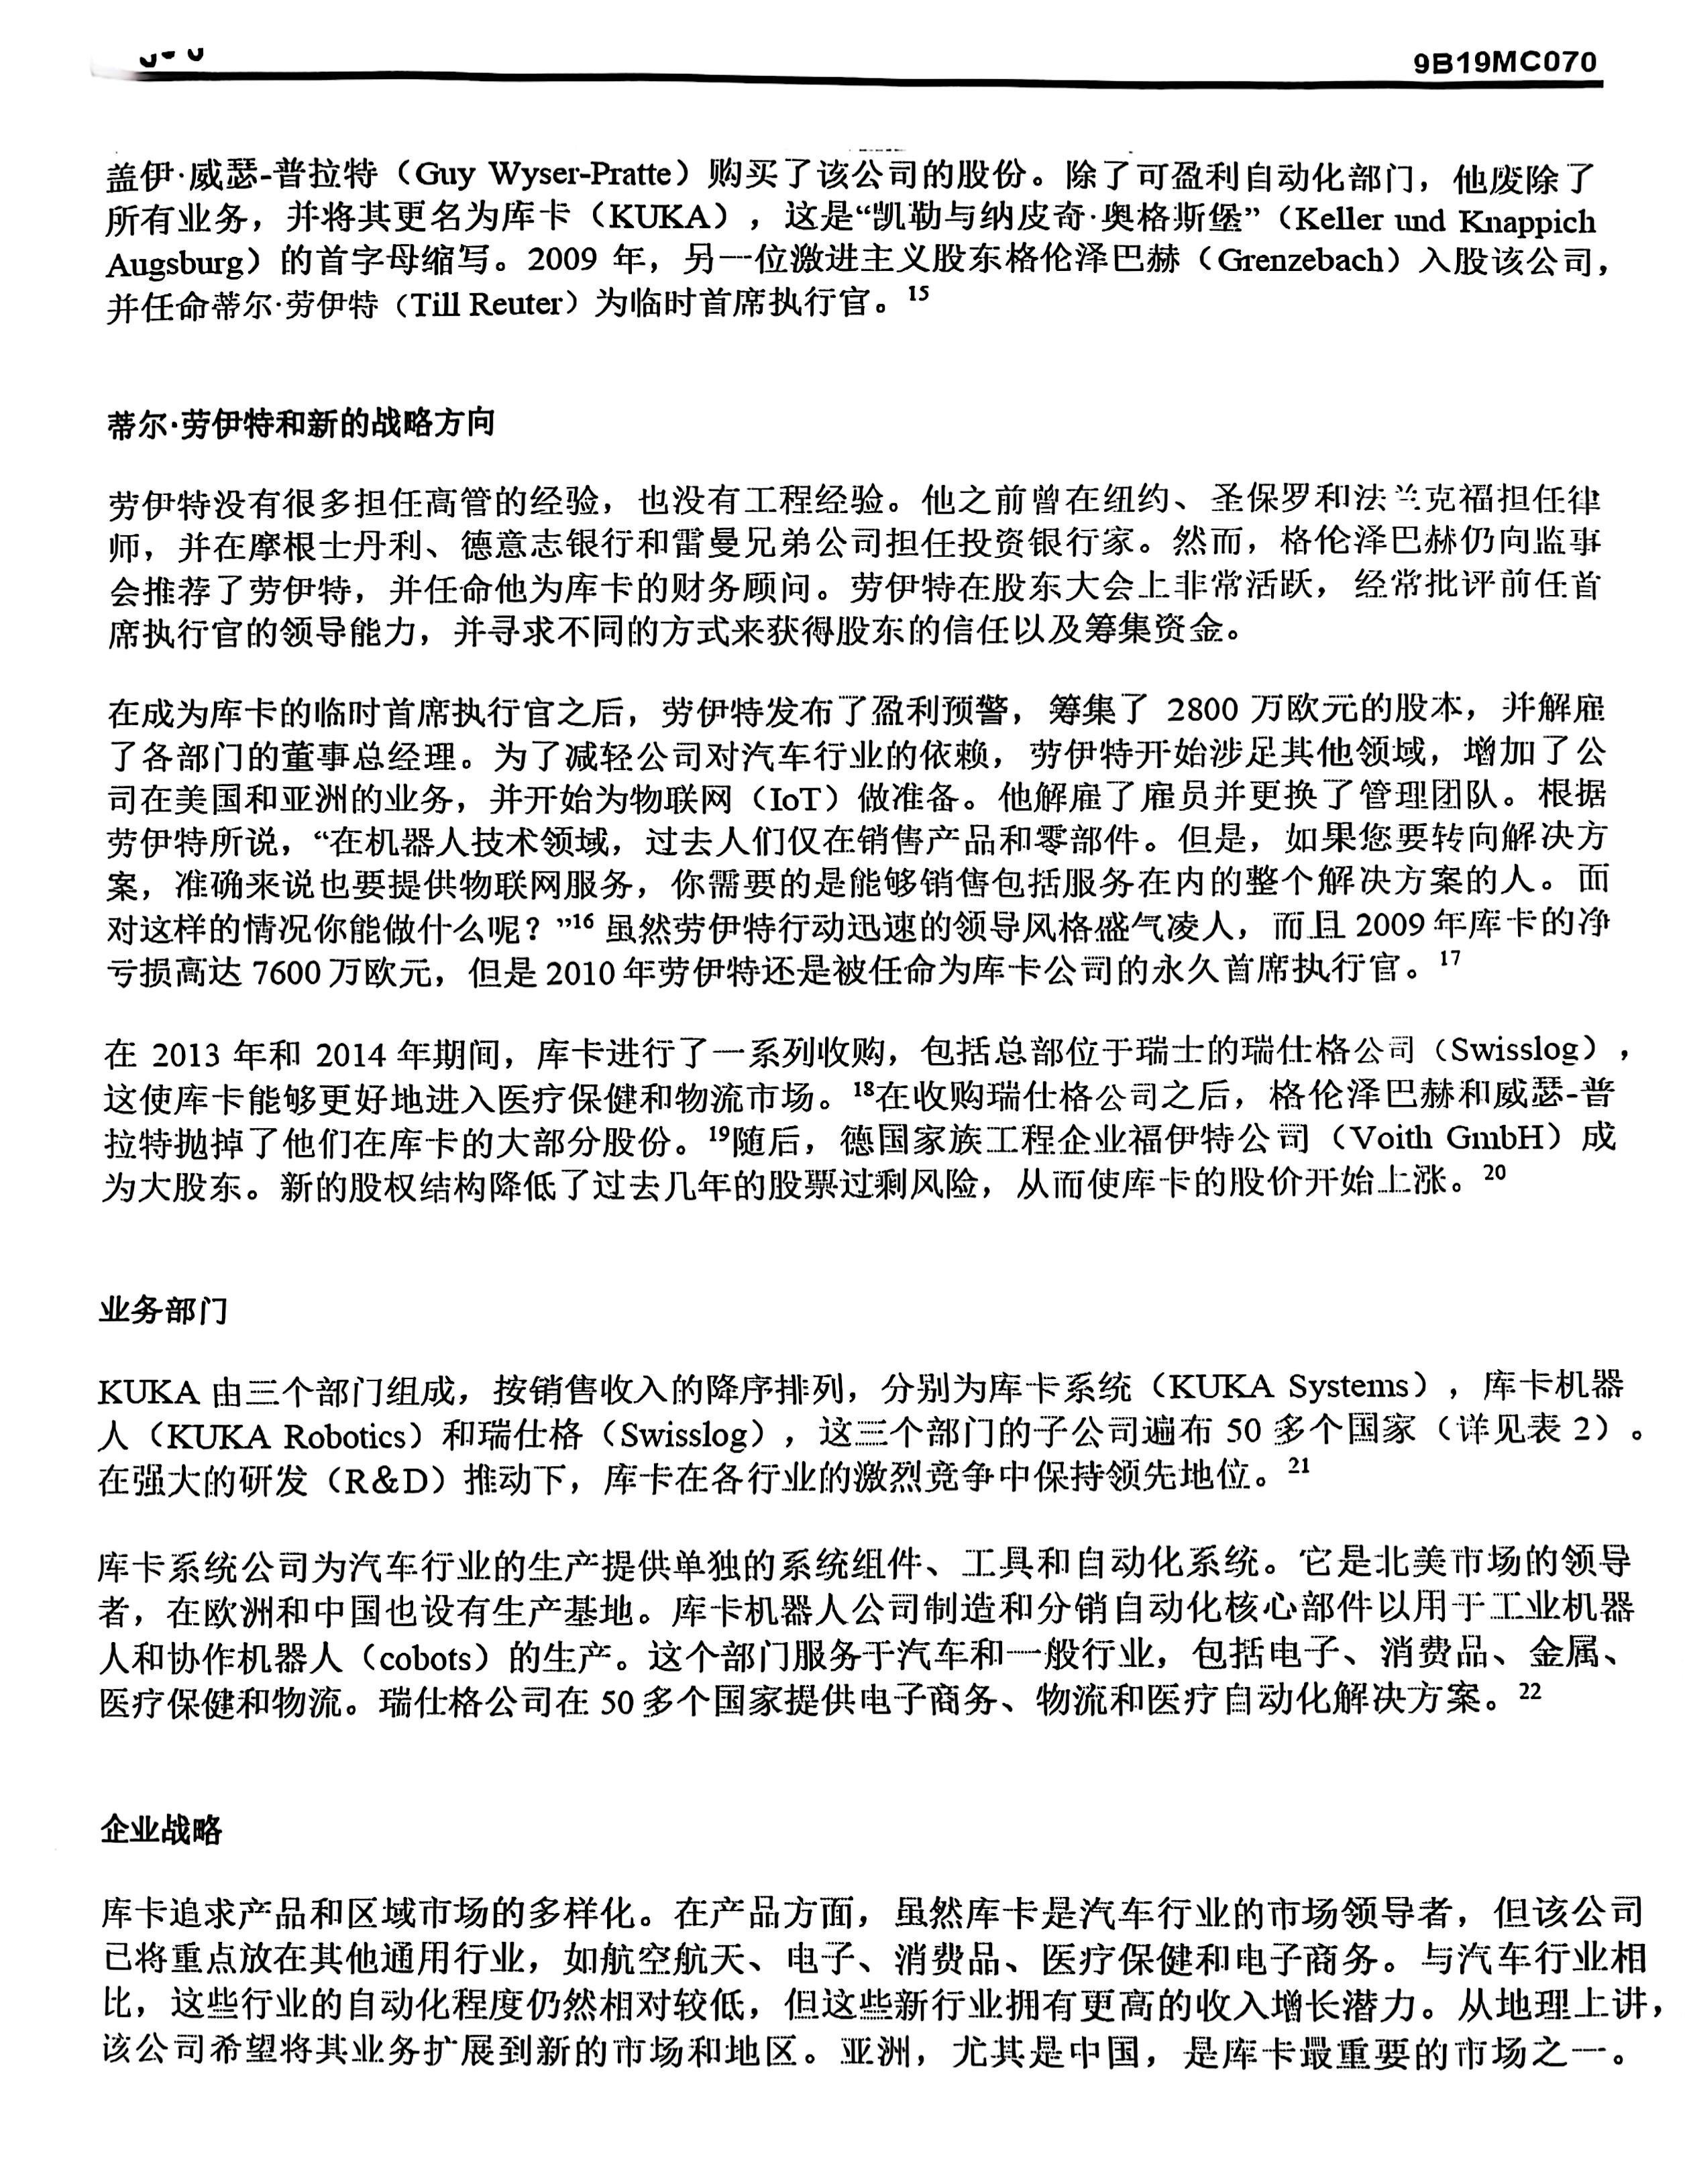 9B19MC070
盖伊·威瑟-普拉特（Guy Wyser-Pratte）购买了该公司的股份。除了可盈利自动化部门，他废除了
所有业务，并将其更名为库卡（KUKA），这是“凯勒与纳皮奇·奥格斯堡”（Keller und Knappich
Augsburg）的首字母缩写。2009 年，另一位激进主义股东格伦泽巴赫（Grenzebach）入股该公司，
并任命蒂尔·劳伊特（Till Reuter）为临时首席执行官。15
蒂尔·劳伊特和新的战略方向
劳伊特没有很多担任高管的经验，也没有工程经验。他之前曾在纽约、圣保罗和法兰克福担任律
师，并在摩根士丹利、德意志银行和雷曼兄弟公司担任投资银行家。然而，格伦泽巴赫仍向监事
会推荐了劳伊特，并任命他为库卡的财务顾问。劳伊特在股东大会上非常活跃，经常批评前任首
席执行官的领导能力，并寻求不同的方式来获得股东的信任以及筹集资金。
在成为库卡的临时首席执行官之后，劳伊特发布了盈利预警，筹集了 2800 万欧元的股本，并解雇
了各部门的董事总经理。为了减轻公司对汽车行业的依赖，劳伊特开始涉足其他领域，增加了公
司在美国和亚洲的业务，并开始为物联网（IoT）做准备。他解雇了雇员并更换了管理团队。根据
劳伊特所说，“在机器人技术领域，过去人们仅在销售产品和零部件。但是，如果您要转向解决方
案，准确来说也要提供物联网服务，你需要的是能够销售包括服务在内的整个解决方案的人。面
对这样的情况你能做什么呢？”16 虽然劳伊特行动迅速的领导风格盛气凌人，而且 2009 年库卡的净
亏损高达 7600 万欧元，但是 2010 年劳伊特还是被任命为库卡公司的永久首席执行官。17
在 2013 年和 2014 年期间，库卡进行了一系列收购，包括总部位于瑞士的瑞仕格公司（Swisslog），
这使库卡能够更好地进入医疗保健和物流市场。18在收购瑞仕格公司之后，格伦泽巴赫和威瑟-普
拉特抛掉了他们在库卡的大部分股份。19随后，德国家族工程企业福伊特公司（Voith GmbH）成
为大股东。新的股权结构降低了过去几年的股票过剩风险，从而使库卡的股价开始上涨。20
业务部门
KUKA 由三个部门组成，按销售收入的降序排列，分别为库卡系统（KUKA Systems），库卡机器
人（KUKA Robotics）和瑞仕格（Swisslog），这三个部门的子公司遍布 50 多个国家（详见表 2）。
在强大的研发（R&D）推动下，库卡在各行业的激烈竞争中保持领先地位。21
库卡系统公司为汽车行业的生产提供单独的系统组件、工具和自动化系统。它是北美市场的领导
者，在欧洲和中国也设有生产基地。库卡机器人公司制造和分销自动化核心部件以用于工业机器
人和协作机器人（cobots）的生产。这个部门服务于汽车和一般行业，包括电子、消费品、金属、
医疗保健和物流。瑞仕格公司在 50 多个国家提供电子商务、物流和医疗自动化解决方案。22
企业战略
库卡追求产品和区域市场的多样化。在产品方面，虽然库卡是汽车行业的市场领导者，但该公司
已将重点放在其他通用行业，如航空航天、电子、消费品、医疗保健和电子商务。与汽车行业相
比，这些行业的自动化程度仍然相对较低，但这些新行业拥有更高的收入增长潜力。从地理上讲，
该公司希望将其业务扩展到新的市场和地区。亚洲，尤其是中国，是库卡最重要的市场之一。